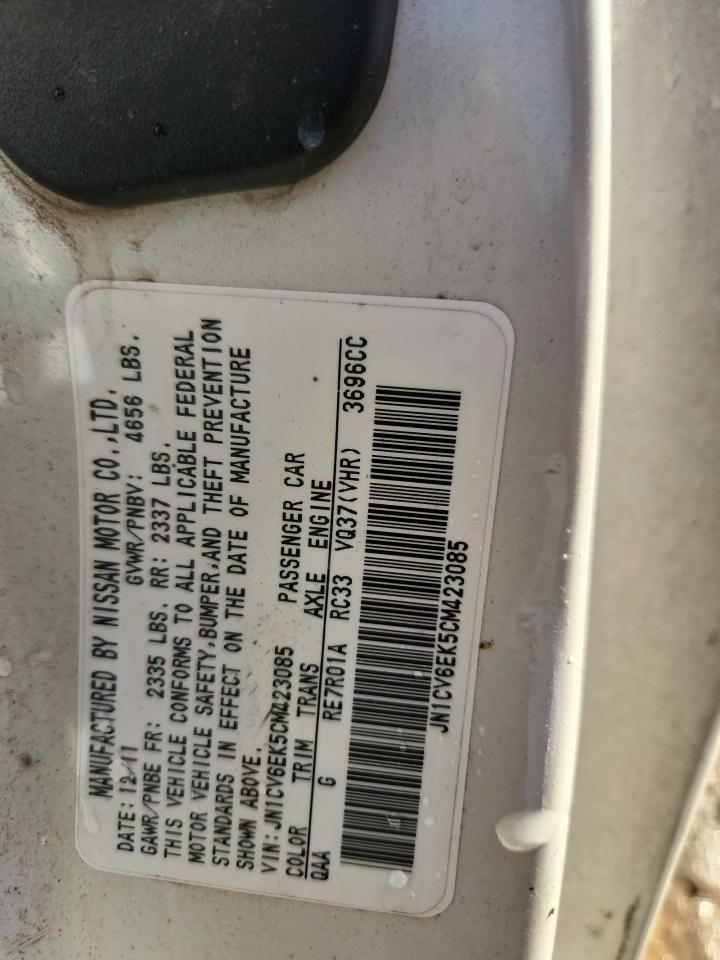 MANUFACTURED BY NISSAN MOTOR CO.,LTD.
DATE: 12/11 GVWR/PNBV: 4656 LBS.
GAWR/PNBE FR: 2335 LBS. RR: 2337 LBS.
THIS VEHICLE CONFORMS TO ALL APPLICABLE FEDERAL
MOTOR VEHICLE SAFETY,BUMPER,AND THEFT PREVENTION
STANDARDS IN EFFECT ON THE DATE OF MANUFACTURE
SHOWN ABOVE.
VIN:JN1CV6EK5CM423085 PASSENGER CAR
COLOR TRIM TRANS AXLE ENGINE
QAA G RE7R01A RC33 VQ37(VHR) 3696CC
JN1CV6EK5CM423085